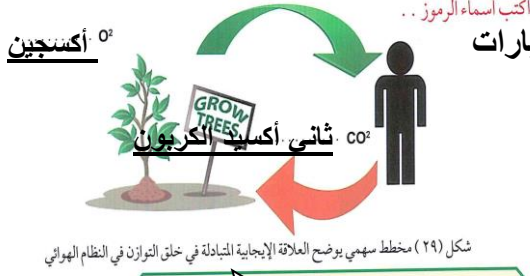 اكتب أسماء الرموز . .
أكسجين O²
GROW
TREES
ثاني أكسيد الكربون CO²
شكل (٢٩) مخطط سهمي يوضح العلاقة الإيجابية المتبادلة في خلق التوازن في النظام الهوائي